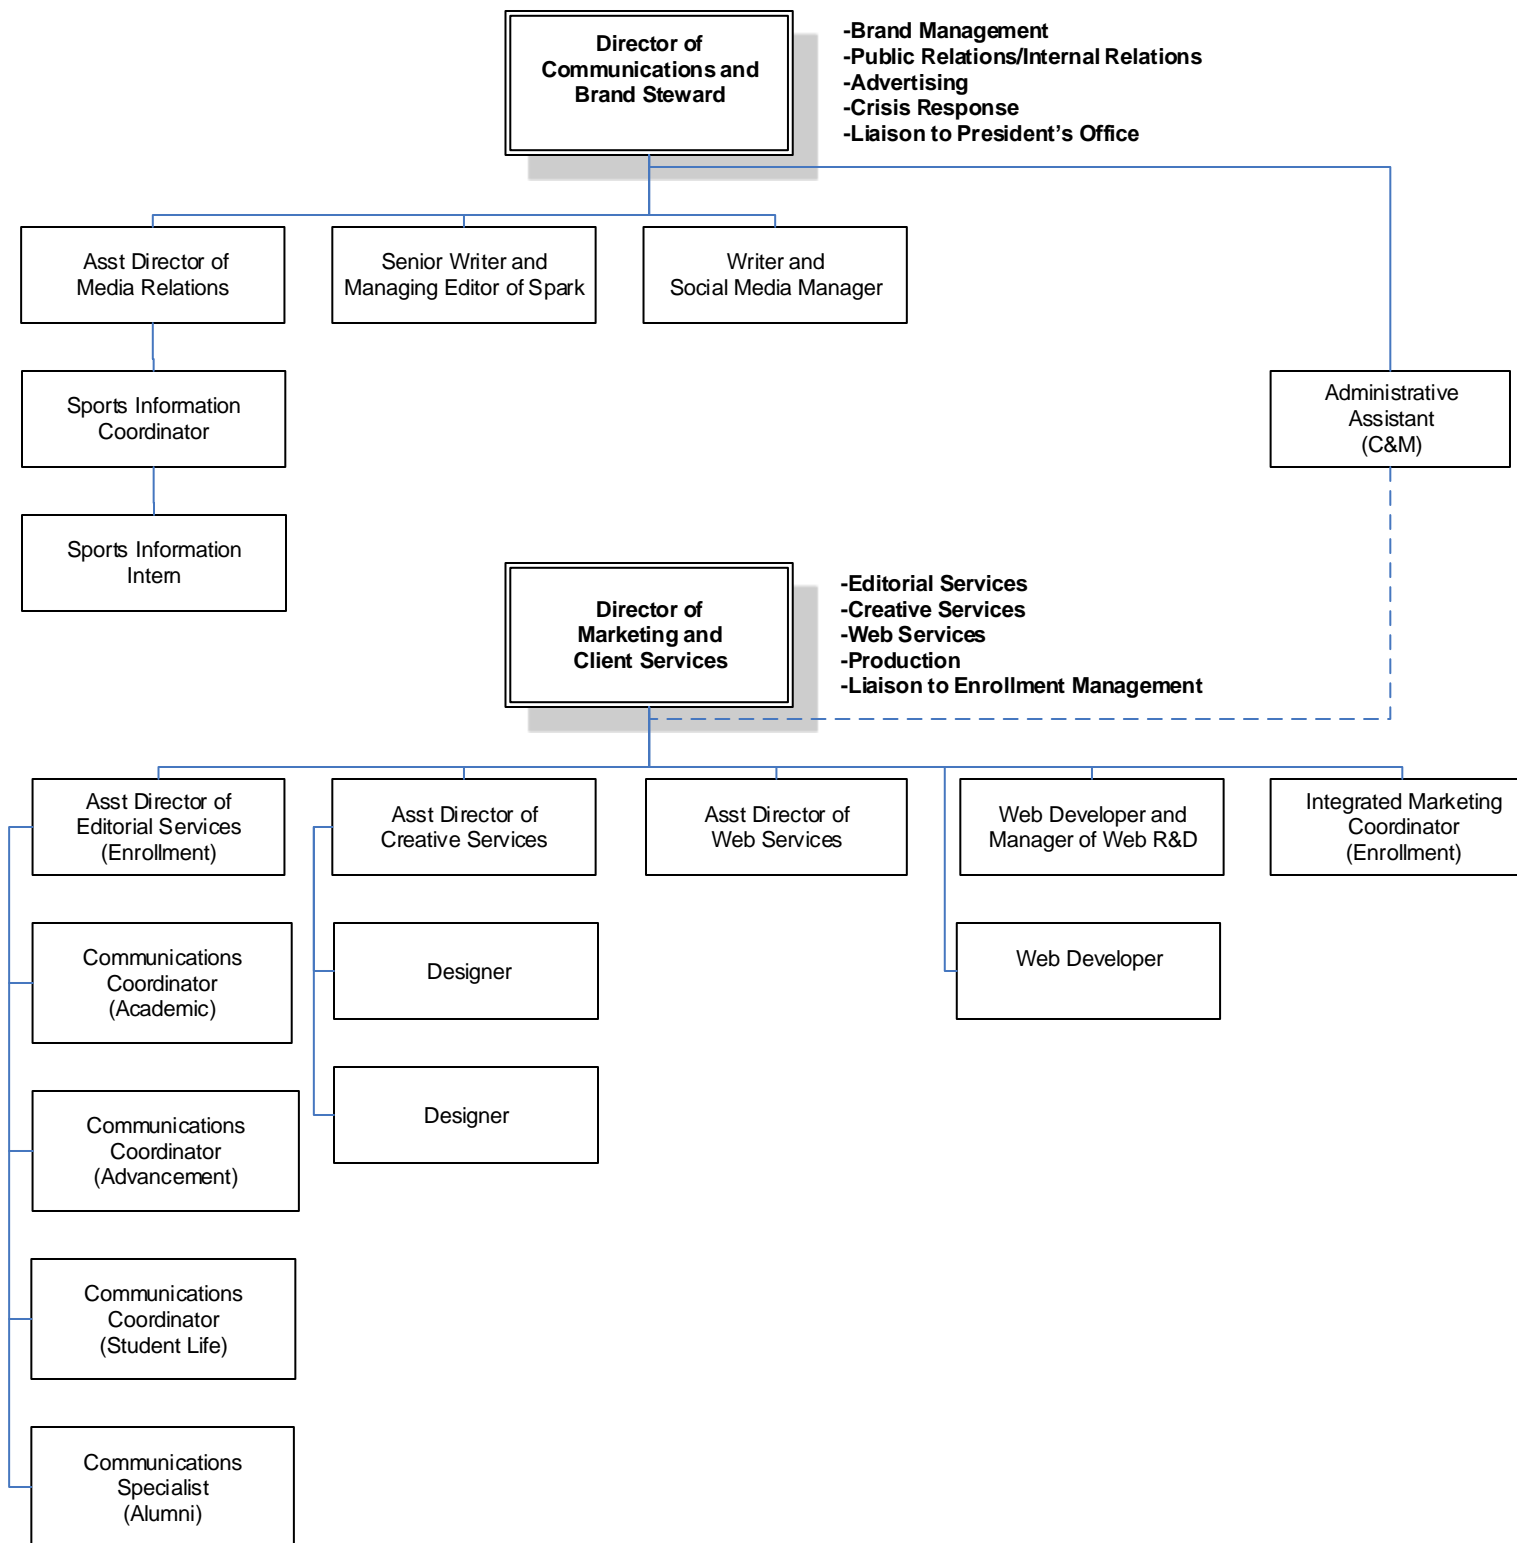 Director of
Communications and
Brand Steward
-Brand Management
-Public Relations/Internal Relations
-Advertising
-Crisis Response
-Liaison to President’s Office
Asst Director of
Media Relations
Senior Writer and
Managing Editor of Spark
Writer and
Social Media Manager
Sports Information
Coordinator
Administrative
Assistant
(C&M)
Sports Information
Intern
Director of
Marketing and
Client Services
-Editorial Services
-Creative Services
-Web Services
-Production
-Liaison to Enrollment Management
Asst Director of
Editorial Services
(Enrollment)
Asst Director of
Creative Services
Asst Director of
Web Services
Web Developer and
Manager of Web R&D
Integrated Marketing
Coordinator
(Enrollment)
Communications
Coordinator
(Academic)
Designer
Web Developer
Communications
Coordinator
(Advancement)
Designer
Communications
Coordinator
(Student Life)
Communications
Specialist
(Alumni)